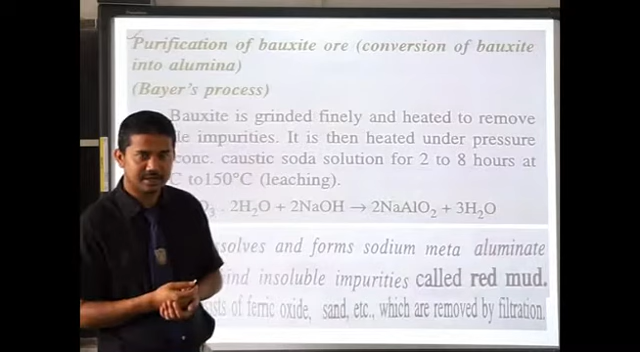 Purification of bauxite ore (conversion of bauxite
into alumina)
(Bayer's process)
Bauxite is grinded finely and heated to remove
impurities. It is then heated under pressure
conc. caustic soda solution for 2 to 8 hours at
C to150°C (leaching).
O₃ . 2H₂O + 2NaOH → 2NaAlO₂ + 3H₂O
and forms sodium meta aluminate
insoluble impurities called red mud.
of ferric oxide, sand, etc., which are removed by filtration.